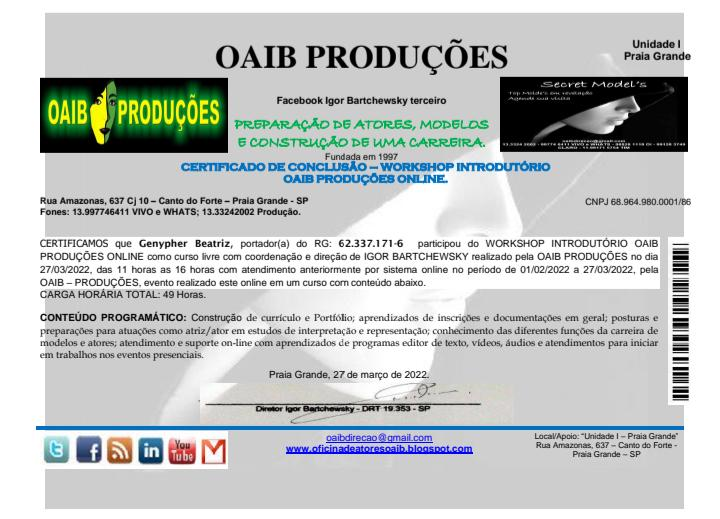 OAIB PRODUÇÕES
Unidade I
Praia Grande
OAIB PRODUÇÕES
Facebook Igor Bartchewsky terceiro
PREPARAÇÃO DE ATORES, MODELOS
E CONSTRUÇÃO DE UMA CARREIRA.
Fundada em 1997
CERTIFICADO DE CONCLUSÃO – WORKSHOP INTRODUTÓRIO
OAIB PRODUÇÕES ONLINE.
Secret Model's
Agende sua visita
Rua Amazonas, 637 Cj 10 – Canto do Forte – Praia Grande - SP
Fones: 13.997746411 VIVO e WHATS; 13.33242002 Produção.
CNPJ 68.964.980.0001/86
CERTIFICAMOS que Genypher Beatriz, portador(a) do RG: 62.337.171-6 participou do WORKSHOP INTRODUTÓRIO OAIB
PRODUÇÕES ONLINE como curso livre com coordenação e direção de IGOR BARTCHEWSKY realizado pela OAIB PRODUÇÕES no dia
27/03/2022, das 11 horas as 16 horas com atendimento anteriormente por sistema online no período de 01/02/2022 a 27/03/2022, pela
OAIB – PRODUÇÕES, evento realizado este online em um curso com conteúdo abaixo.
CARGA HORÁRIA TOTAL: 49 Horas.
CONTEÚDO PROGRAMÁTICO: Construção de currículo e Portfólio; aprendizados de inscrições e documentações em geral; posturas e
preparações para atuações como atriz/ator em estudos de interpretação e representação; conhecimento das diferentes funções da carreira de
modelos e atores; atendimento e suporte on-line com aprendizados de programas editor de texto, vídeos, áudios e atendimentos para iniciar
em trabalhos nos eventos presenciais.
Praia Grande, 27 de março de 2022.
Diretor Igor Bartchewsky - DRT 19.353 - SP
in
You
Tube
oaibdirecao@gmail.com
www.oficinadeatoresoaib.blogspot.com
Local/Apoio: “Unidade I – Praia Grande”
Rua Amazonas, 637 – Canto do Forte -
Praia Grande – SP